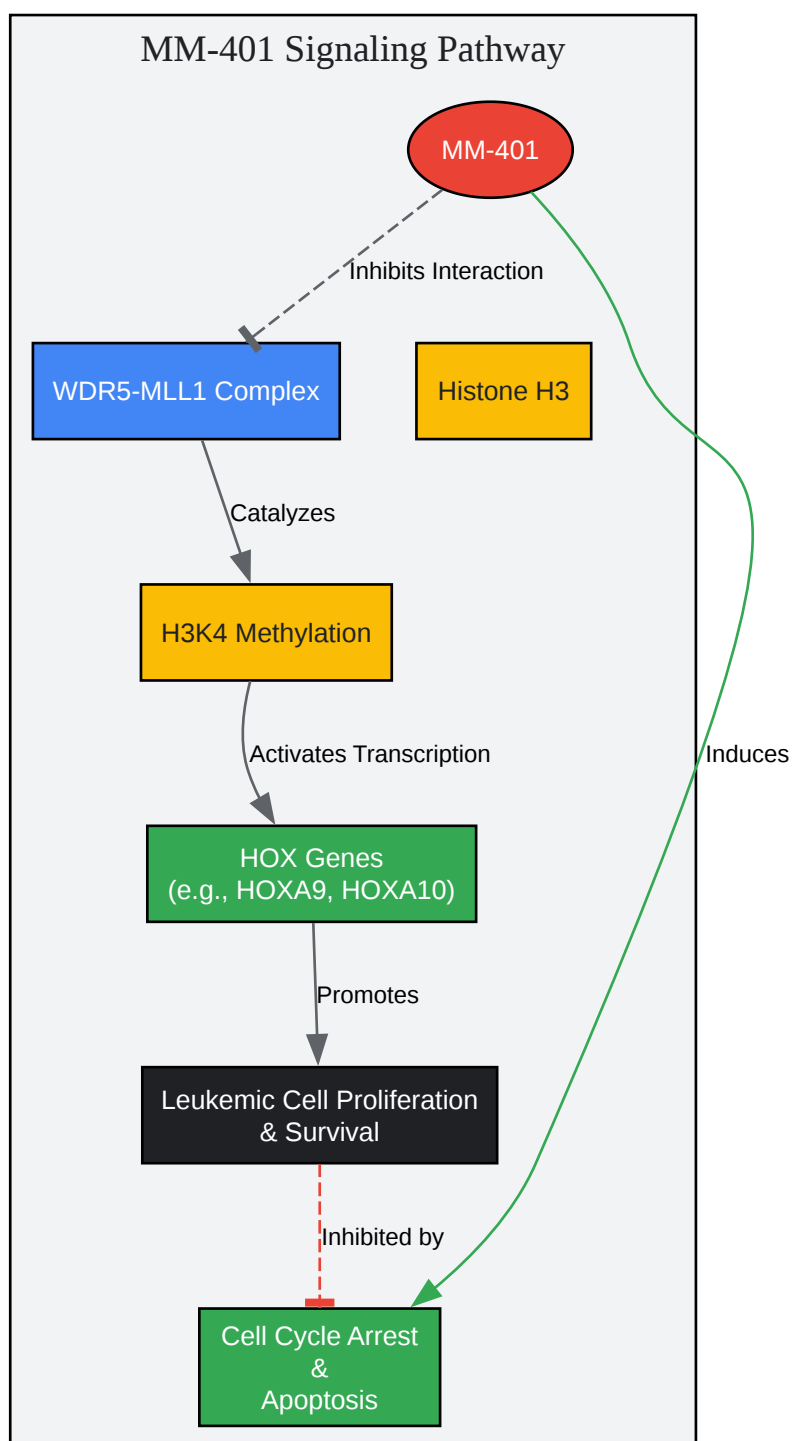 MM-401 Signaling Pathway
MM-401
Inhibits Interaction
WDR5-MLL1 Complex
Histone H3
Catalyzes
H3K4 Methylation
Activates Transcription
Induces
HOX Genes
(e.g., HOXA9, HOXA10)
Promotes
Leukemic Cell Proliferation
& Survival
Inhibited by
Cell Cycle Arrest
&
Apoptosis